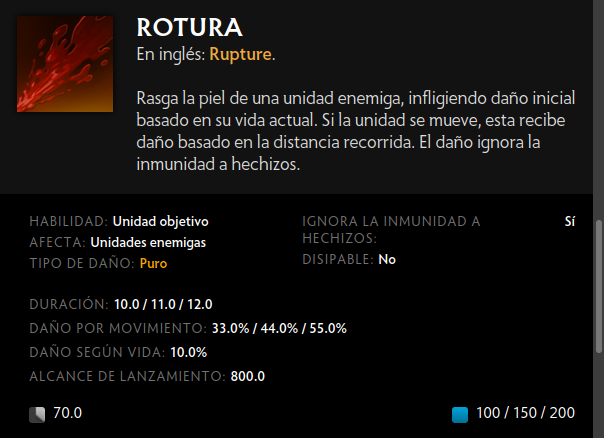 ROTURA
En inglés: Rupture.
Rasga la piel de una unidad enemiga, infligiendo daño inicial
basado en su vida actual. Si la unidad se mueve, esta recibe
daño basado en la distancia recorrida. El daño ignora la
inmunidad a hechizos.
HABILIDAD: Unidad objetivo
AFECTA: Unidades enemigas
TIPO DE DAÑO: Puro
IGNORA LA INMUNIDAD A Sí
HECHIZOS:
DISIPABLE: No
DURACIÓN: 10.0 / 11.0 / 12.0
DAÑO POR MOVIMIENTO: 33.0% / 44.0% / 55.0%
DAÑO SEGÚN VIDA: 10.0%
ALCANCE DE LANZAMIENTO: 800.0
70.0
100 / 150 / 200